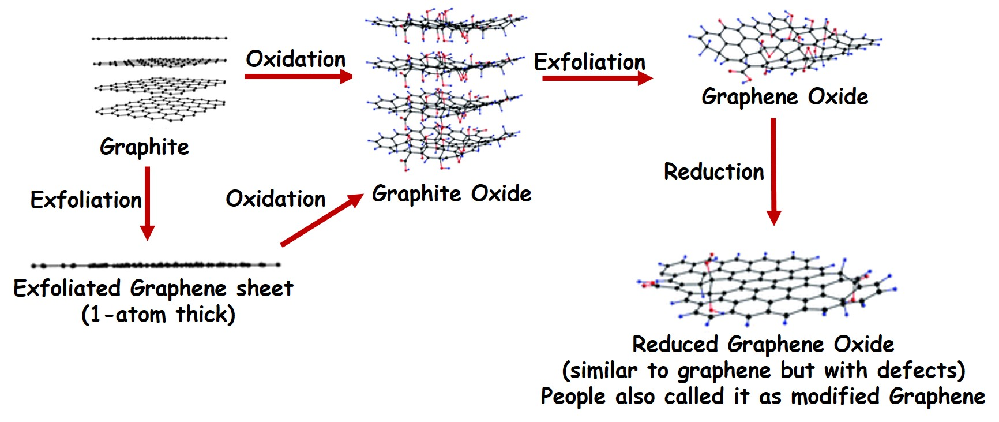 Oxidation
Exfoliation
Graphene Oxide
Graphite
Reduction
Exfoliation
Oxidation
Graphite Oxide
Exfoliated Graphene sheet
(1-atom thick)
Reduced Graphene Oxide
(similar to graphene but with defects)
People also called it as modified Graphene